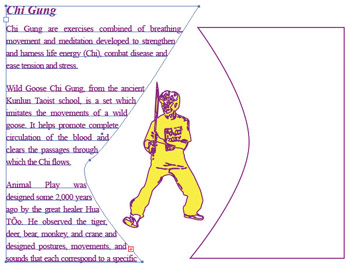 Chi Gung
Chi Gung are exercises combined of breathing,
movement and meditation developed to strengthen
and harness life energy (Chi), combat disease and
ease tension and stress.
Wild Goose Chi Gung, from the ancient
Kunlun Taoist school, is a set which
imitates the movements of a wild
goose. It helps promote complete
circulation of the blood and
clears the passages through
which the Chi flows.
Animal Play was
designed some 2,000 years
ago by the great healer Hua
TÕo. He observed the tiger,
deer, bear, monkey, and crane and
designed postures, movements, and
sounds that each correspond to a specific